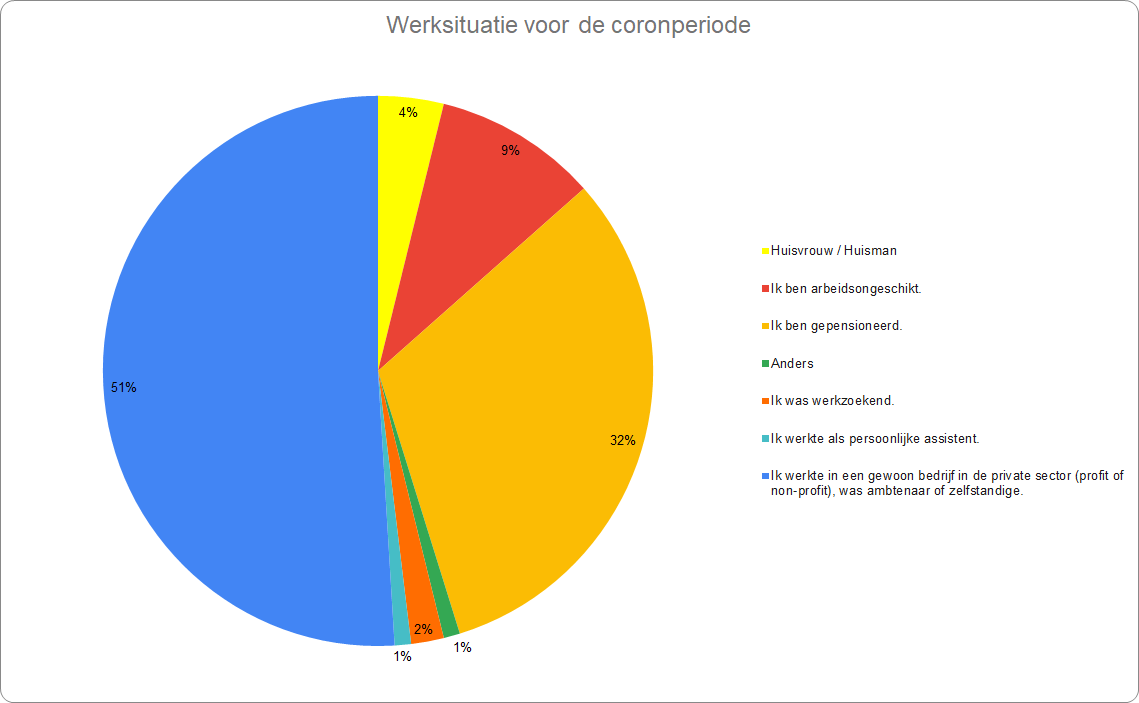 Werksituatie voor de coronperiode
4%
9%
32%
1%
2%
1%
51%
Huisvrouw / Huisman
Ik ben arbeidsongeschikt.
Ik ben gepensioneerd.
Anders
Ik was werkzoekend.
Ik werkte als persoonlijke assistent.
Ik werkte in een gewoon bedrijf in de private sector (profit of
non-profit), was ambtenaar of zelfstandige.